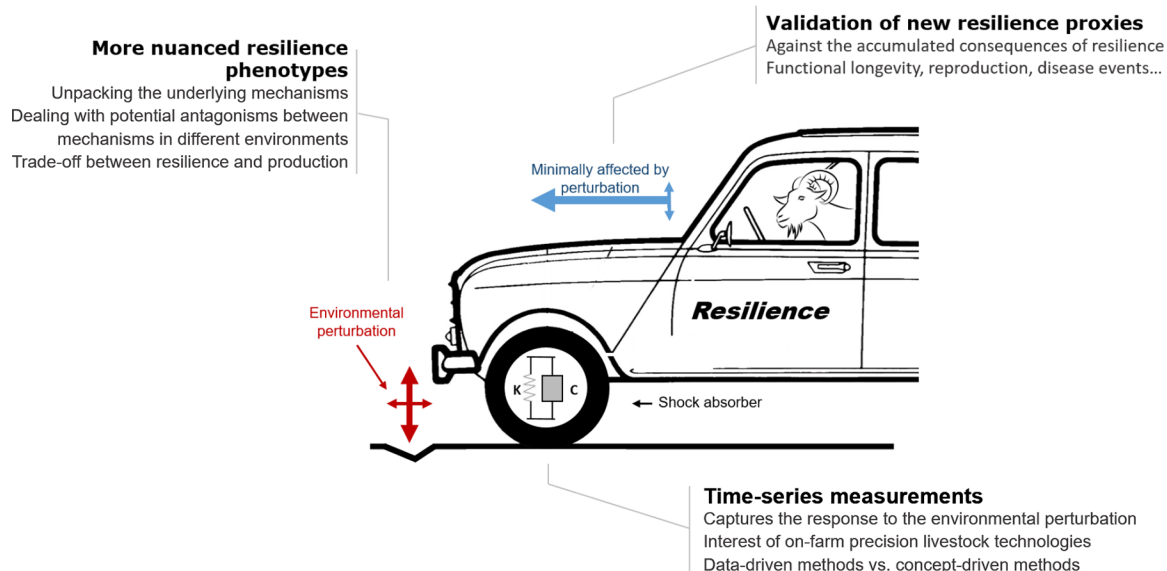 Validation of new resilience proxies
Against the accumulated consequences of resilience
Functional longevity, reproduction, disease events...
More nuanced resilience
phenotypes
Unpacking the underlying mechanisms
Dealing with potential antagonisms between
mechanisms in different environments
Trade-off between resilience and production
Minimally affected by
perturbation
Resilience
Environmental
perturbation
K
C
Shock absorber
Time-series measurements
Captures the response to the environmental perturbation
Interest of on-farm precision livestock technologies
Data-driven methods vs. concept-driven methods